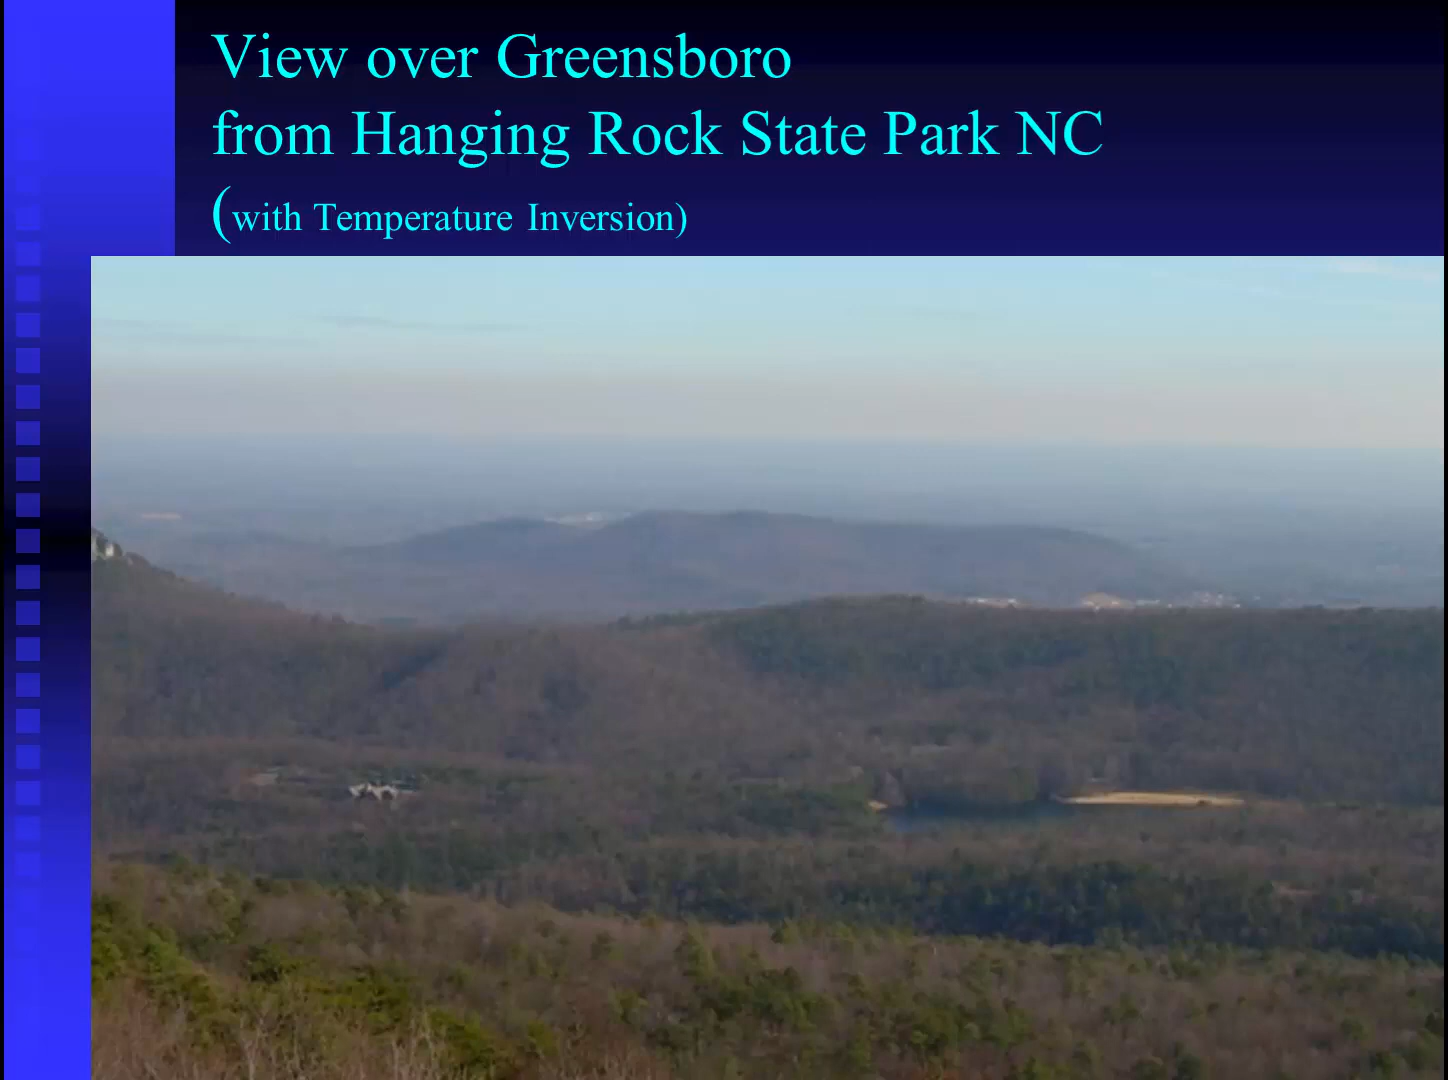 View over Greensboro
from Hanging Rock State Park NC
(with Temperature Inversion)